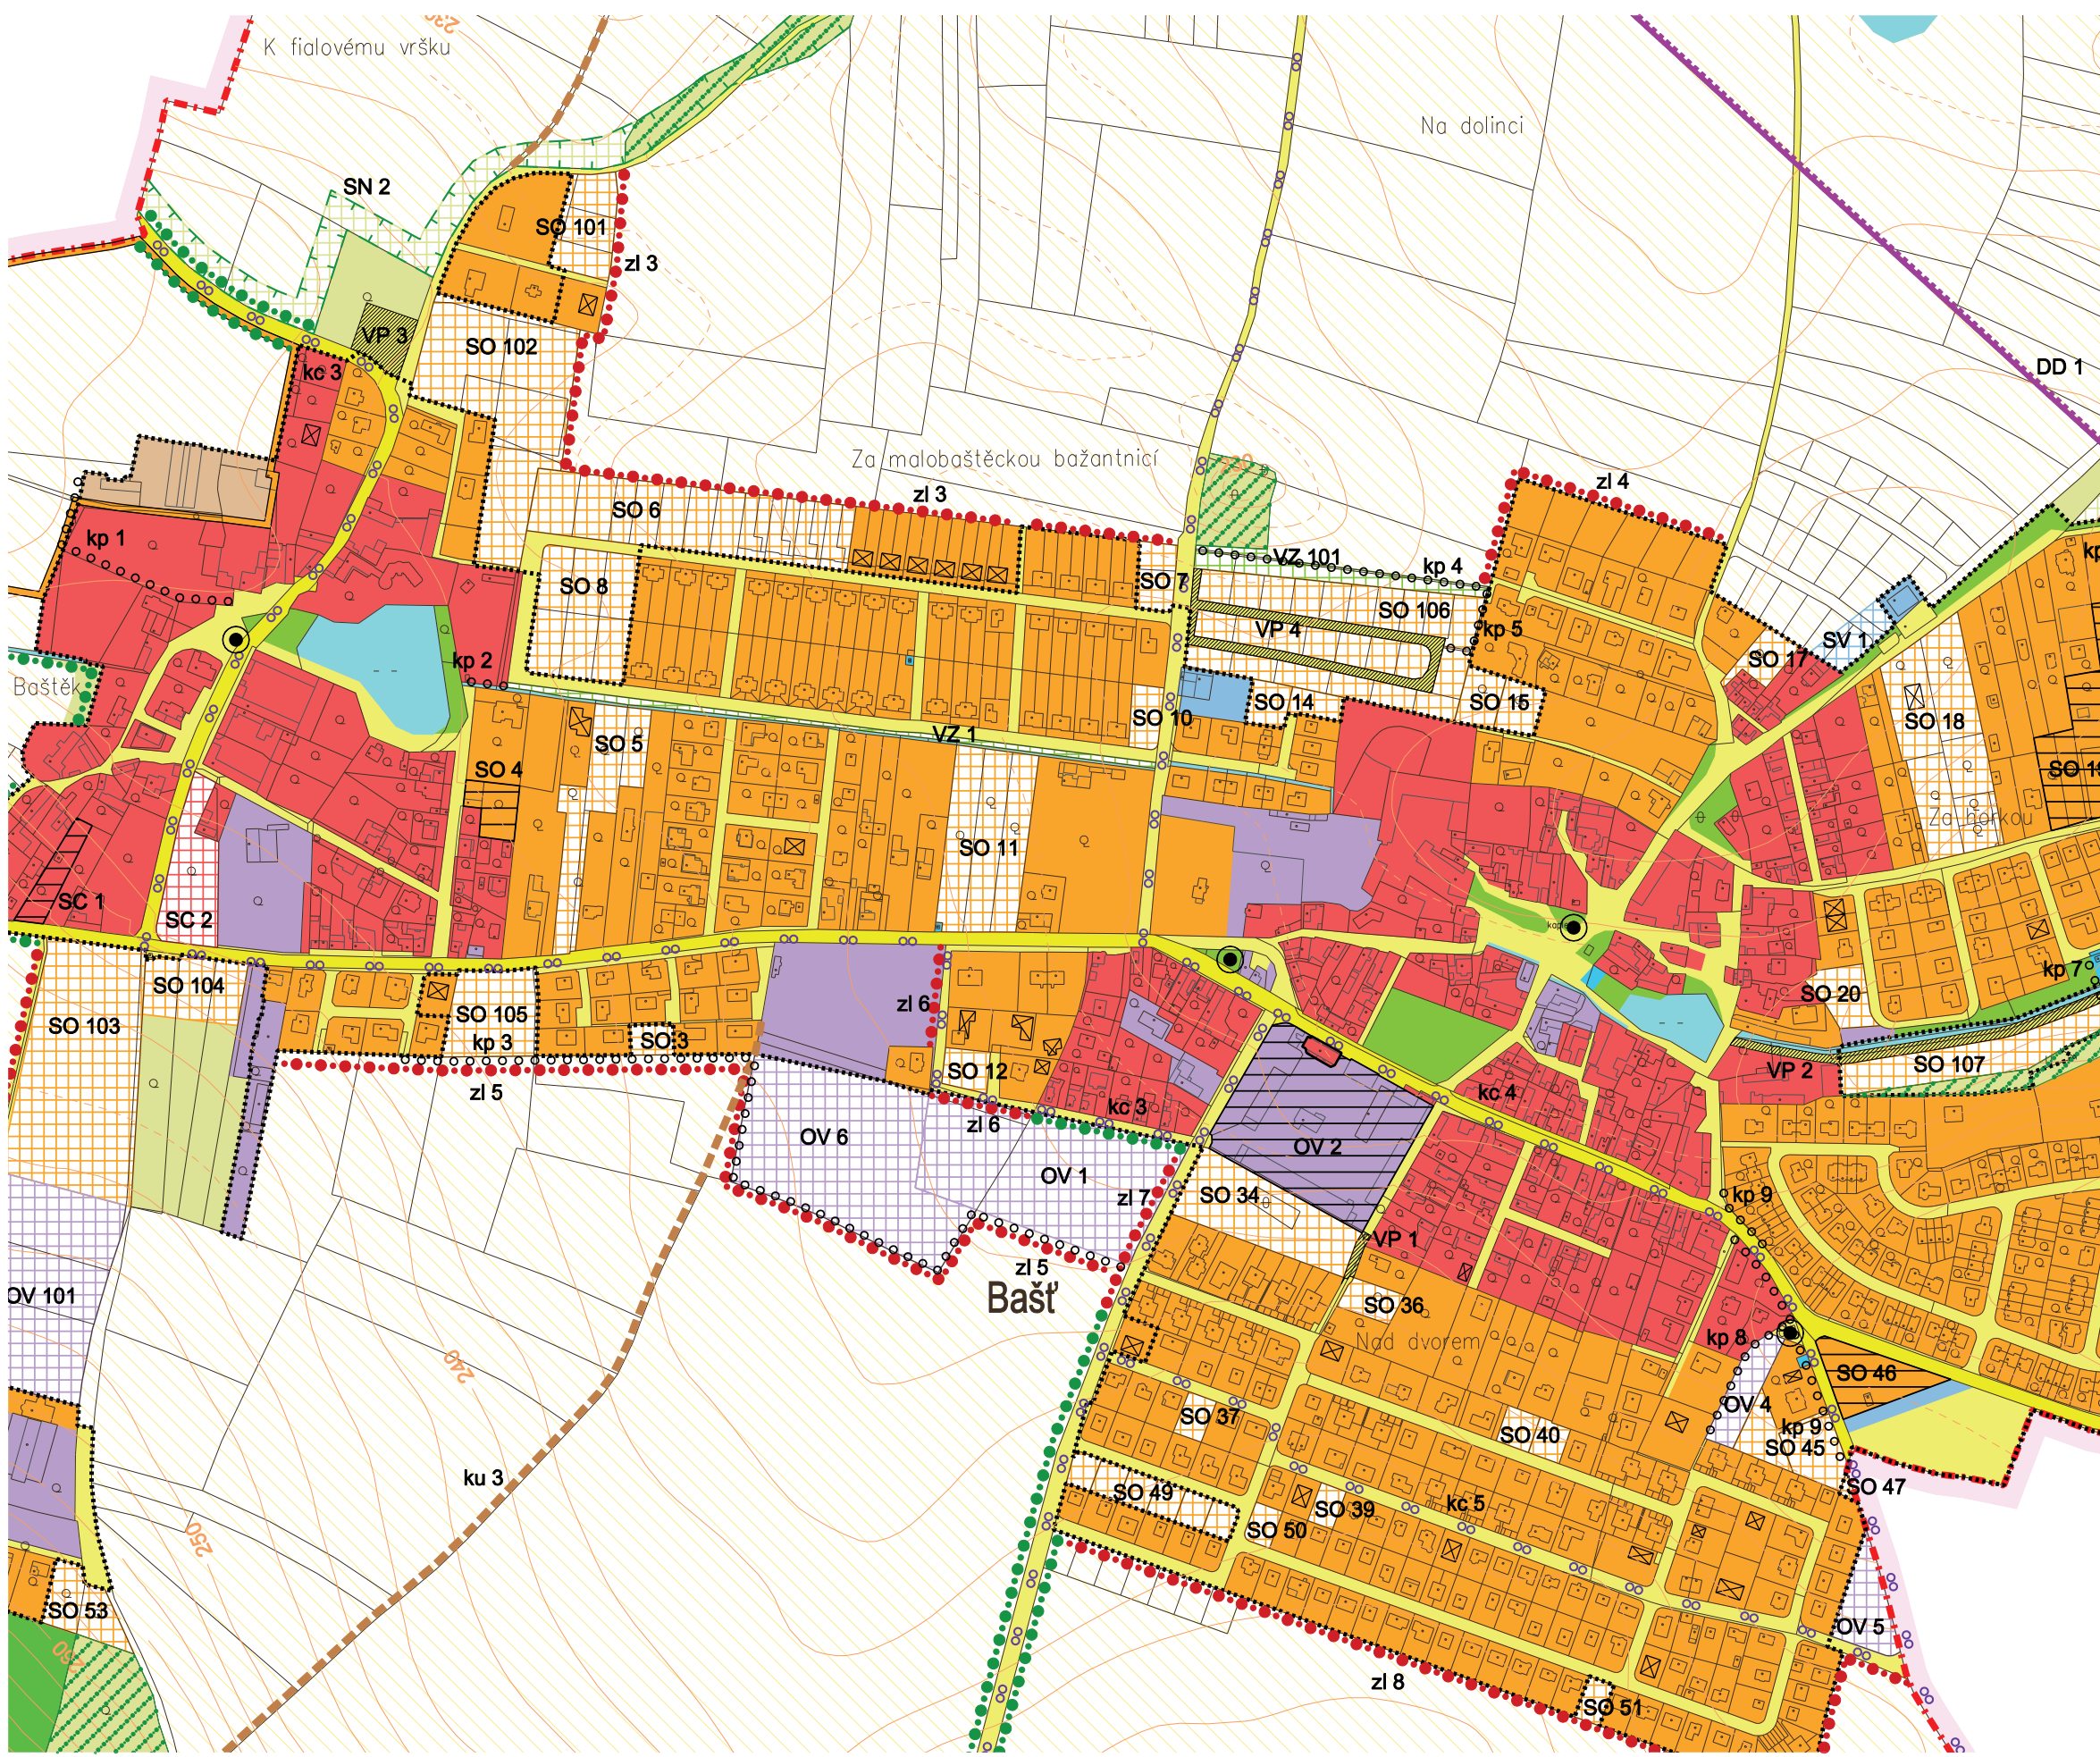 K fialovému vršku
Na dolinci
SN 2
SO 101
zl 3
VP 3
SO 102
kc 3
DD 1
Za malobaštěckou bažantnicí
zl 3
zl 4
SO 6
kp 1
VZ 101
kp 4
SO 8
SO 7
SO 106
VP 4
kp 5
SV 1
kp 2
SO 17
Baštěk
SO 14
SO 15
SO 10
SO 18
VZ 1
SO 5
SO 4
SO 11
Za hůrkou
SC 1
SC 2
kaple
kp 7
SO 104
SO 20
zl 6
SO 105
SO 103
kp 3
SO 3
SO 107
SO 12
VP 2
zl 5
kc 4
kc 3
zl 6
OV 6
OV 2
OV 1
zl 7
SO 34
kp 9
VP 1
zl 5
OV 101
Bašť
SO 36
Nad dvorem
kp 8
240
SO 46
OV 4
SO 37
kp 9
SO 40
SO 45
ku 3
SO 47
SO 49
kc 5
SO 39
SO 50
250
SO 53
OV 5
260
zl 8
SO 51